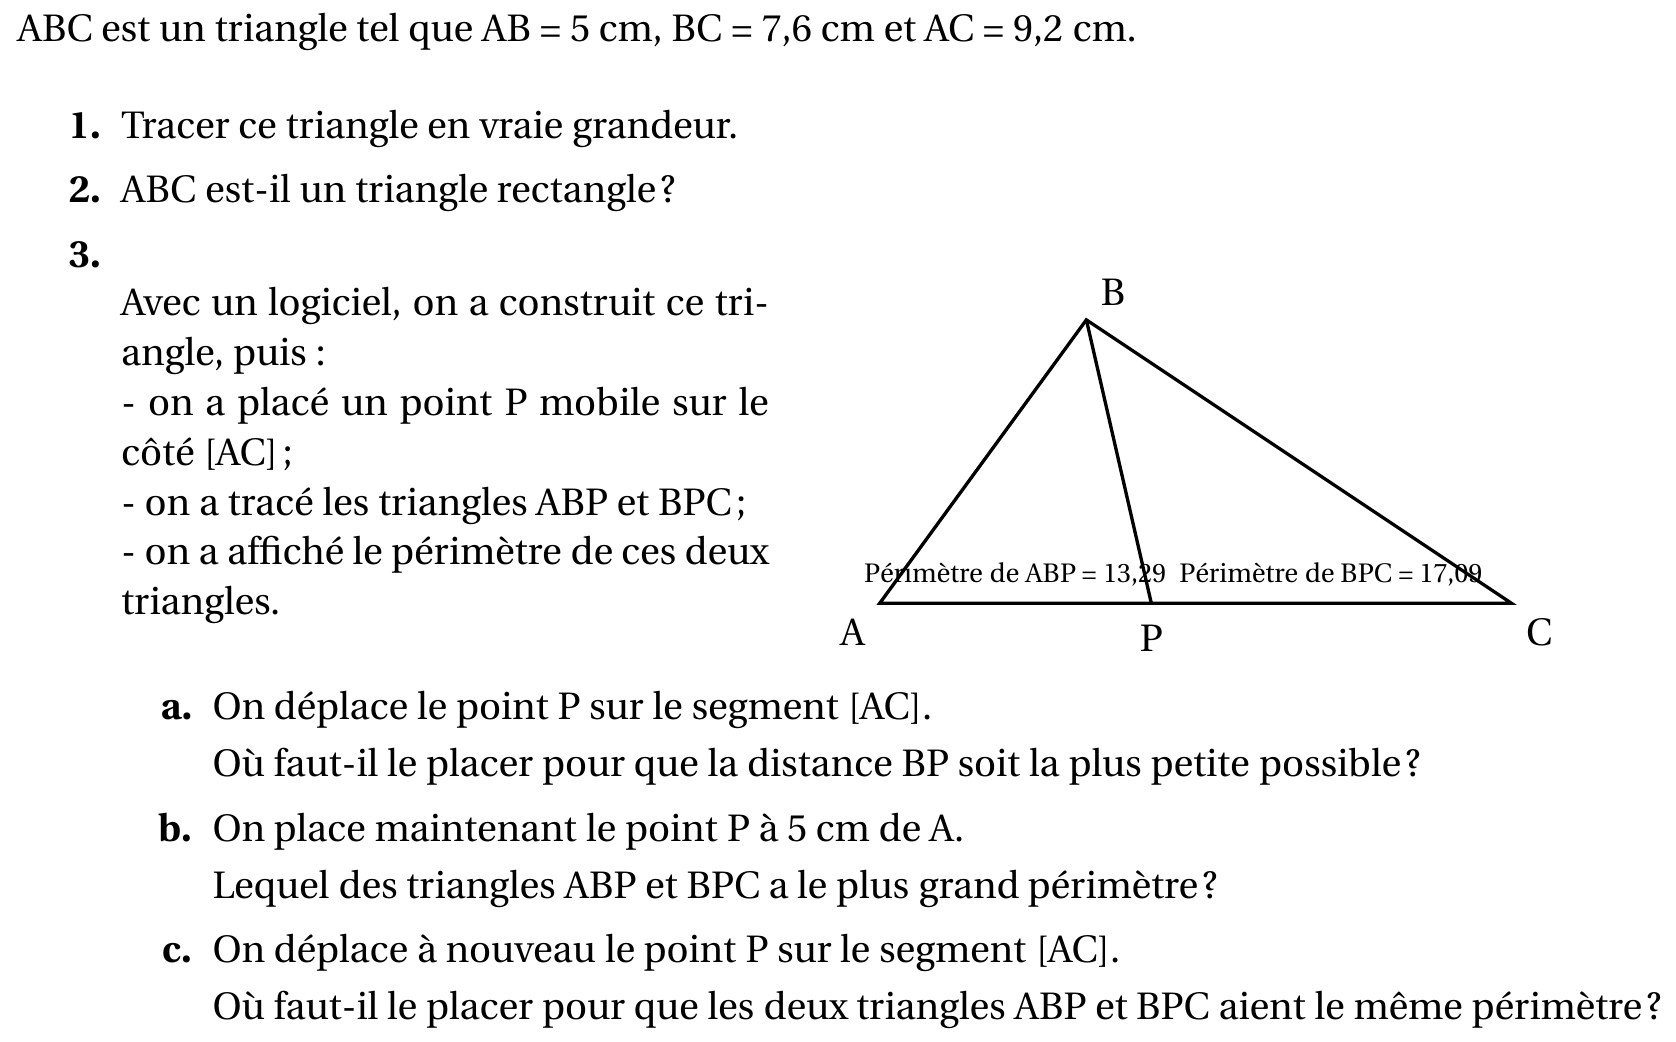 ABC est un triangle tel que AB = 5 cm, BC = 7,6 cm et AC = 9,2 cm.
1. Tracer ce triangle en vraie grandeur.
2. ABC est-il un triangle rectangle ?
3.
Avec un logiciel, on a construit ce tri-
angle, puis :
- on a placé un point P mobile sur le
côté [AC] ;
- on a tracé les triangles ABP et BPC ;
- on a affiché le périmètre de ces deux
triangles.
B
Périmètre de ABP = 13,29 Périmètre de BPC = 17,09
A P C
a. On déplace le point P sur le segment [AC].
Où faut-il le placer pour que la distance BP soit la plus petite possible ?
b. On place maintenant le point P à 5 cm de A.
Lequel des triangles ABP et BPC a le plus grand périmètre ?
c. On déplace à nouveau le point P sur le segment [AC].
Où faut-il le placer pour que les deux triangles ABP et BPC aient le même périmètre ?